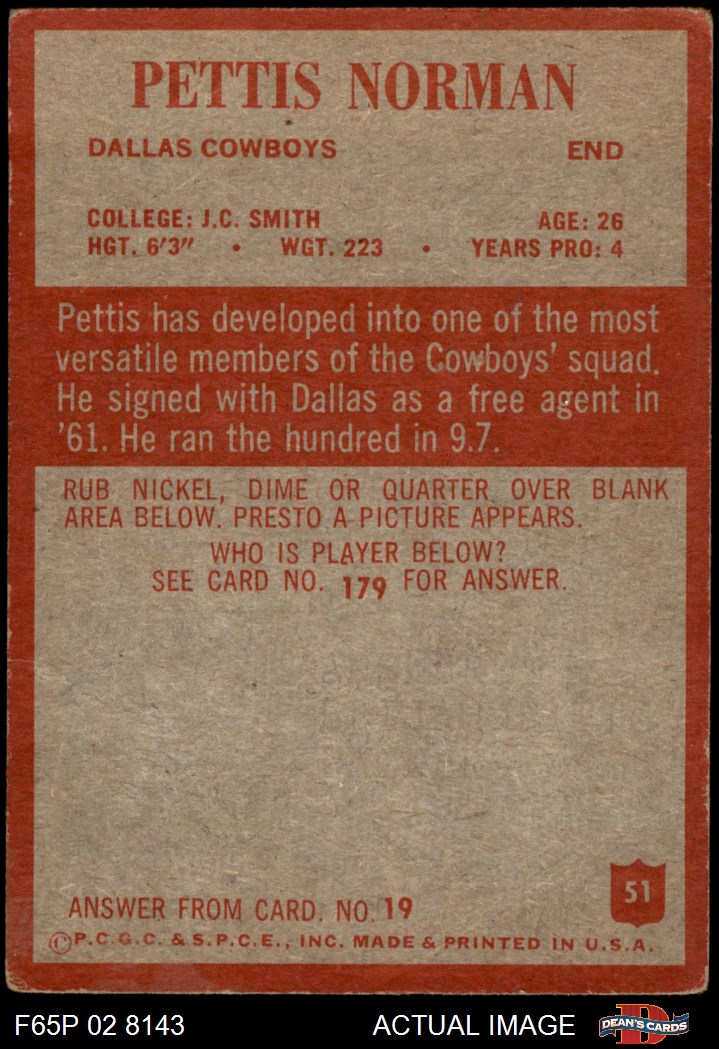 PETTIS NORMAN
DALLAS COWBOYS END
COLLEGE: J.C. SMITH AGE: 26
HGT. 6'3" • WGT. 223 • YEARS PRO: 4
Pettis has developed into one of the most
versatile members of the Cowboys' squad.
He signed with Dallas as a free agent in
'61. He ran the hundred in 9.7.
RUB NICKEL, DIME OR QUARTER OVER BLANK
AREA BELOW. PRESTO A PICTURE APPEARS.
WHO IS PLAYER BELOW?
SEE CARD NO. 179 FOR ANSWER.
51
ANSWER FROM CARD. NO. 19
©P.C.G.C. & S.P.C.E., INC. MADE & PRINTED IN U.S.A.
F65P 02 8143 ACTUAL IMAGE D DEAN'S CARDS